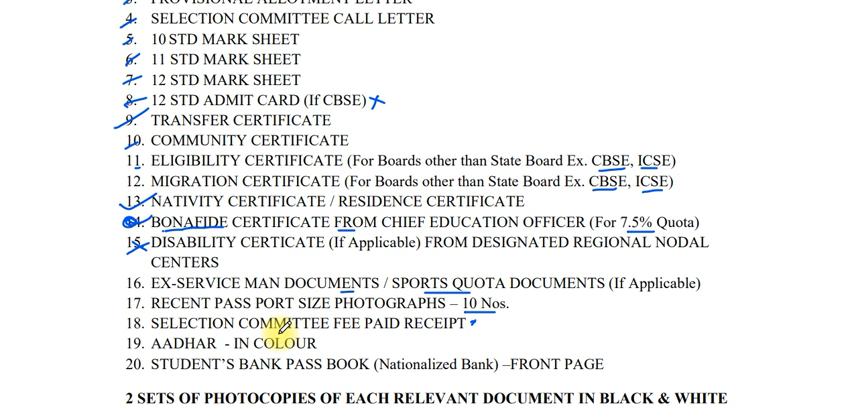 3. PROVISIONAL ALLOTMENT LETTER
4. SELECTION COMMITTEE CALL LETTER
5. 10 STD MARK SHEET
6. 11 STD MARK SHEET
7. 12 STD MARK SHEET
8. 12 STD ADMIT CARD (If CBSE)
9. TRANSFER CERTIFICATE
10. COMMUNITY CERTIFICATE
11. ELIGIBILITY CERTIFICATE (For Boards other than State Board Ex. CBSE, ICSE)
12. MIGRATION CERTIFICATE (For Boards other than State Board Ex. CBSE, ICSE)
13. NATIVITY CERTIFICATE / RESIDENCE CERTIFICATE
14. BONAFIDE CERTIFICATE FROM CHIEF EDUCATION OFFICER (For 7.5% Quota)
15. DISABILITY CERTICATE (If Applicable) FROM DESIGNATED REGIONAL NODAL
CENTERS
16. EX-SERVICE MAN DOCUMENTS / SPORTS QUOTA DOCUMENTS (If Applicable)
17. RECENT PASS PORT SIZE PHOTOGRAPHS – 10 Nos.
18. SELECTION COMMITTEE FEE PAID RECEIPT
19. AADHAR - IN COLOUR
20. STUDENT'S BANK PASS BOOK (Nationalized Bank) –FRONT PAGE
2 SETS OF PHOTOCOPIES OF EACH RELEVANT DOCUMENT IN BLACK & WHITE